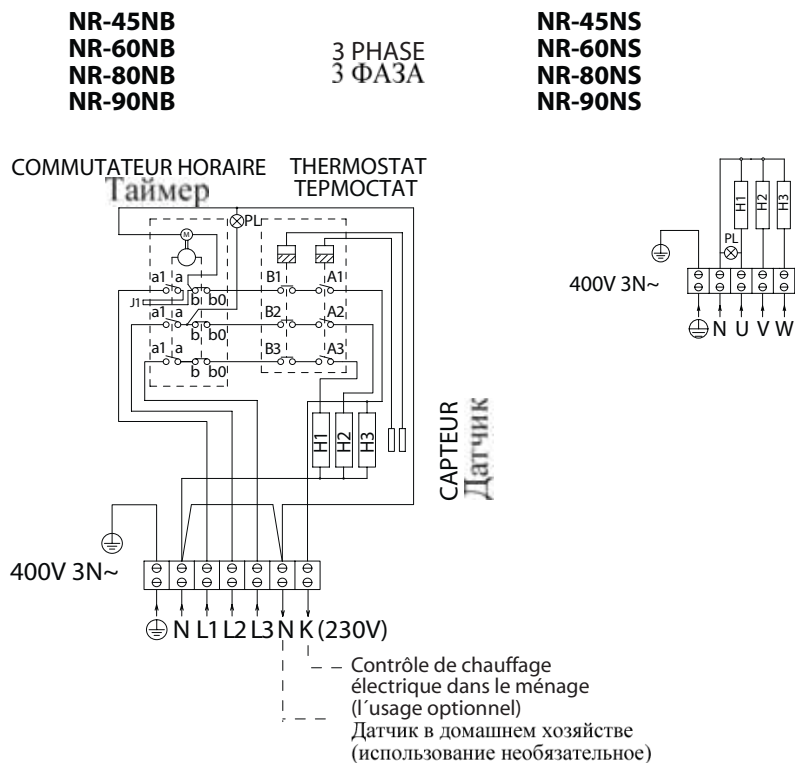 NR-45NB
NR-60NB
NR-80NB
NR-90NB
3 PHASE
3 ФАЗА
NR-45NS
NR-60NS
NR-80NS
NR-90NS
COMMUTATEUR HORAIRE
Таймер
THERMOSTAT
ТЕРМОСТАТ
PL
M
a1 a
b b0
B1 A1
J1
a1 a
b b0
B2 A2
a1 a
b b0
B3 A3
H1 H2 H3
CAPTEUR
Датчик
400V 3N~
N L1 L2 L3 N K (230V)
Contrôle de chauffage
électrique dans le ménage
(l´usage optionnel)
Датчик в домашнем хозяйстве
(использование необязательное)
H1 H2 H3
PL
400V 3N~
N U V W